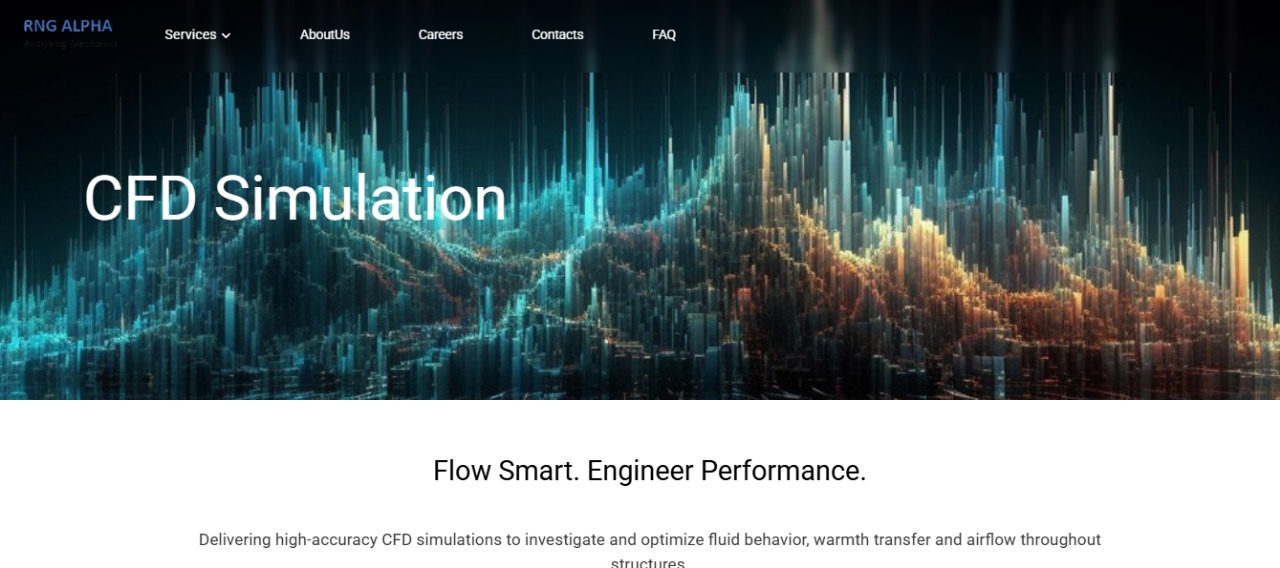 RNG ALPHA
Analysing Mechanics
Services
AboutUs
Careers
Contacts
FAQ
CFD Simulation
Flow Smart. Engineer Performance.
Delivering high-accuracy CFD simulations to investigate and optimize fluid behavior, warmth transfer and airflow throughout
structures.